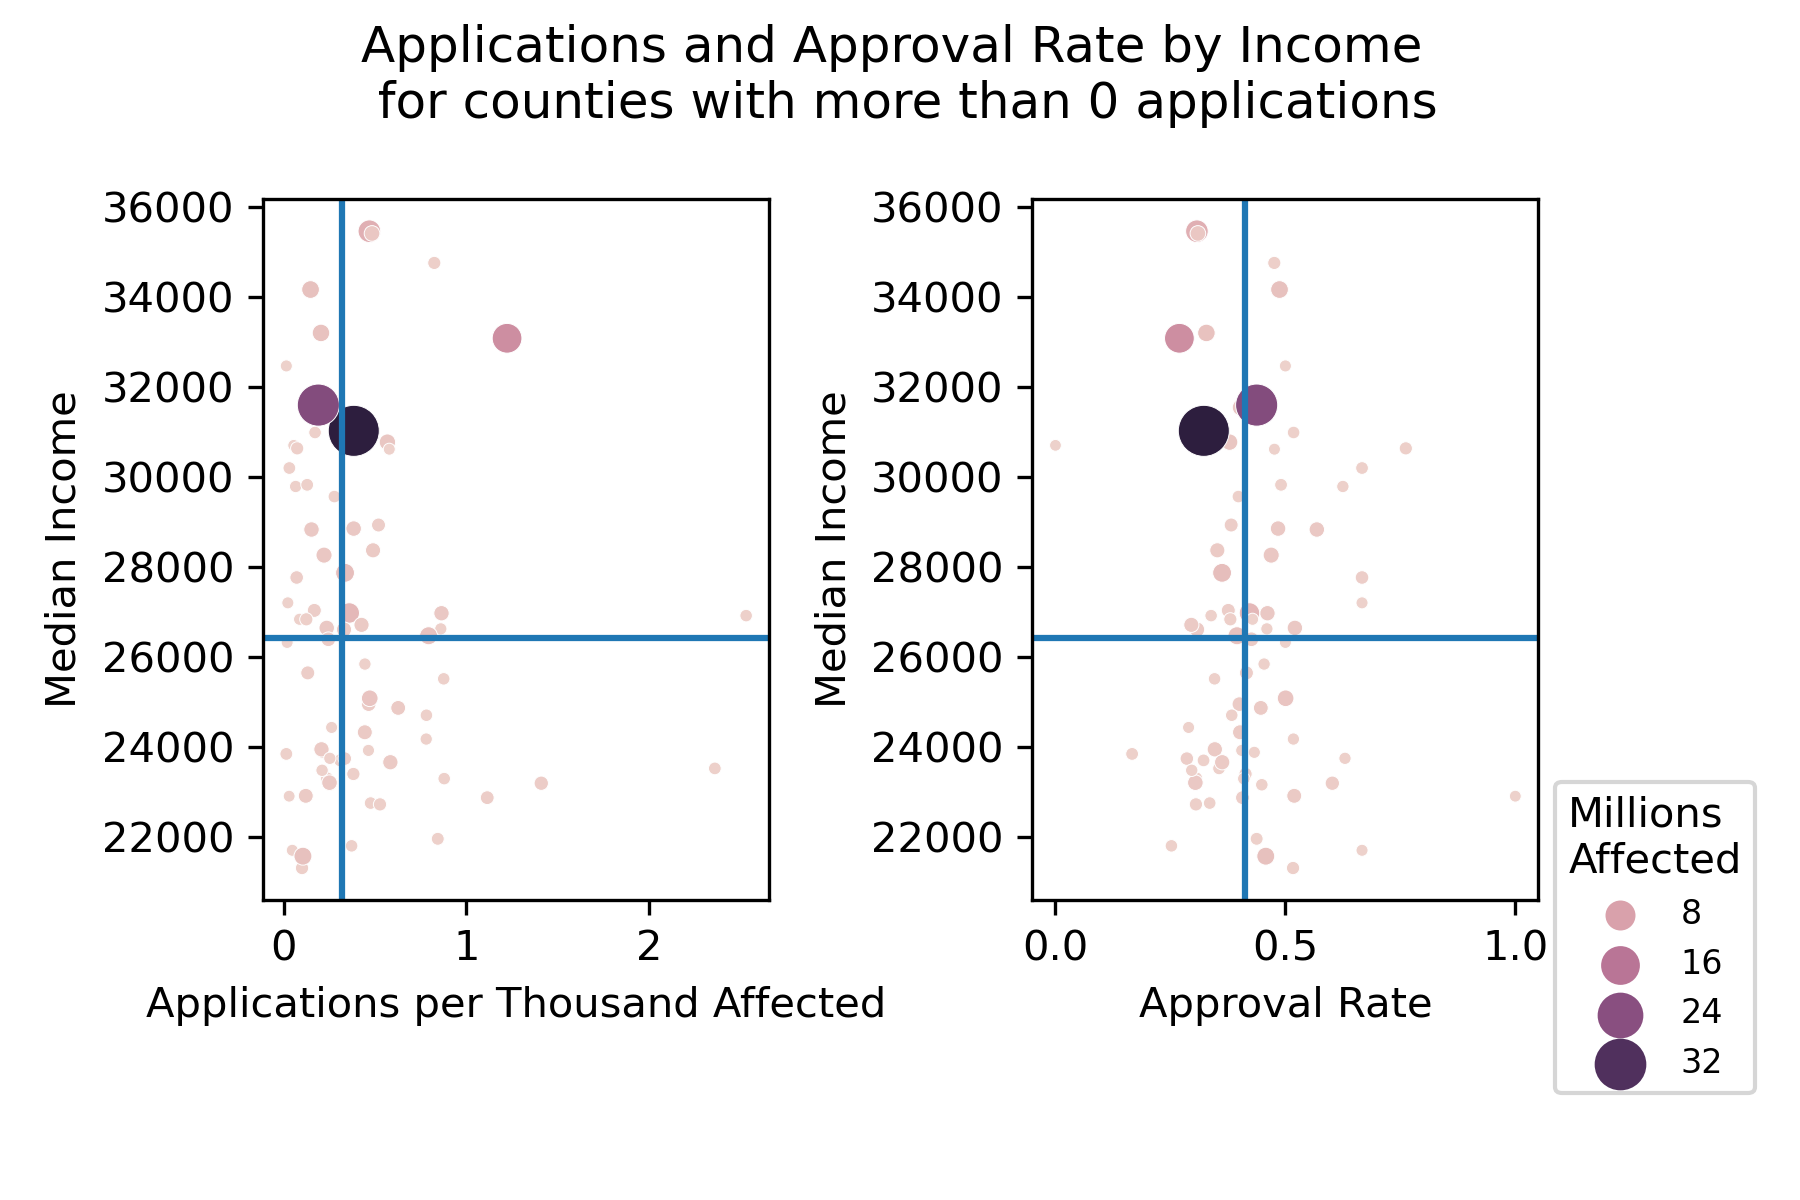 Applications and Approval Rate by Income
for counties with more than 0 applications
36000
34000
32000
30000
28000
26000
24000
22000
Median Income
0 1 2
Applications per Thousand Affected
36000
34000
32000
30000
28000
26000
24000
22000
Median Income
0.0 0.5 1.0
Approval Rate
Millions
Affected
8
16
24
32